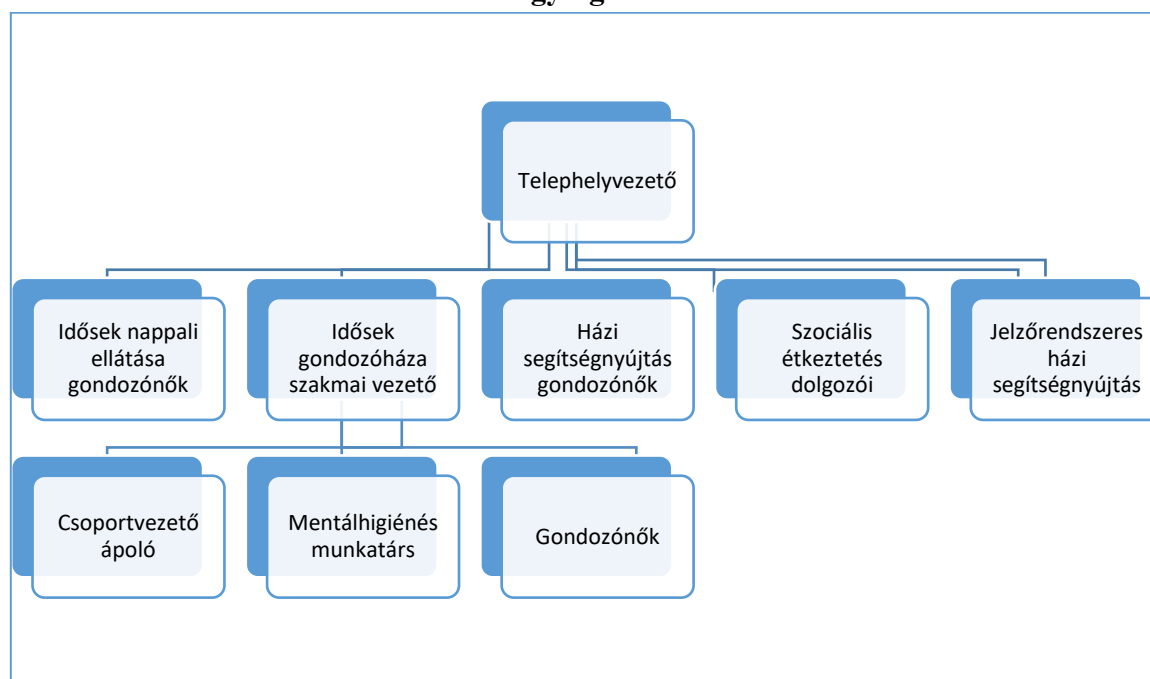 Telephelyvezető
Idősek nappali
ellátása
gondozónők
Idősek
gondozóháza
szakmai vezető
Házi
segítségnyújtás
gondozónők
Szociális
étkeztetés
dolgozói
Jelzőrendszeres
házi
segítségnyújtás
Csoportvezető
ápoló
Mentálhigiénés
munkatárs
Gondozónők